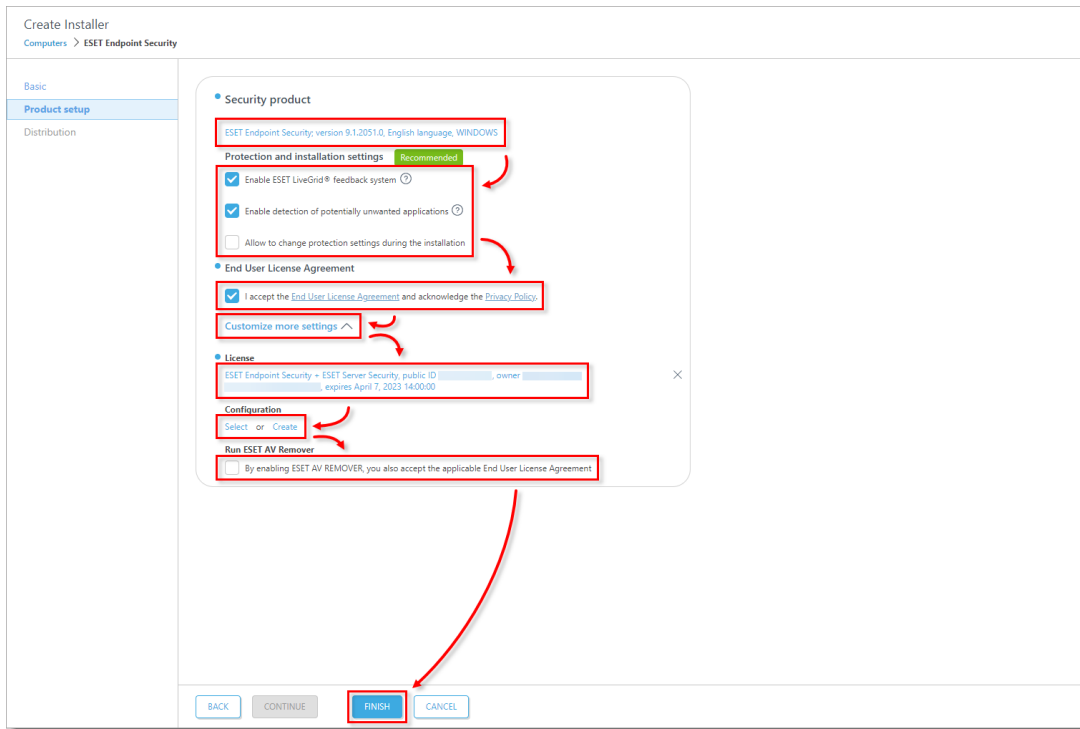 Create Installer
Computers > ESET Endpoint Security
Basic
Product setup
Distribution
Security product
ESET Endpoint Security; version 9.1.2051.0, English language, WINDOWS
Protection and installation settings Recommended
Enable ESET LiveGrid® feedback system ?
Enable detection of potentially unwanted applications ?
Allow to change protection settings during the installation
End User License Agreement
I accept the End User License Agreement and acknowledge the Privacy Policy.
Customize more settings
License
ESET Endpoint Security + ESET Server Security, public ID , owner
, expires April 7, 2023 14:00:00
Configuration
Select or Create
Run ESET AV Remover
By enabling ESET AV REMOVER, you also accept the applicable End User License Agreement
BACK CONTINUE FINISH CANCEL